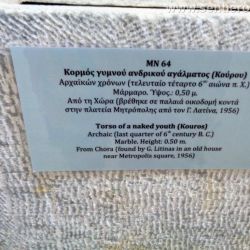 MN 64
Κορμός γυμνού ανδρικού αγάλματος (Κούρου)
Αρχαϊκών χρόνων (τελευταίο τέταρτο 6ου αιώνα π. Χ.)
Μάρμαρο. Ύψος.: 0,50 μ.
Από τη Χώρα (βρέθηκε σε παλαιά οικοδομή κοντά
στην πλατεία Μητρόπολης από τον Γ. Λατίνα, 1956)
Torso of a naked youth (Kouros)
Archaic (last quarter of 6th century B. C.)
Marble. Height: 0.50 m.
From Chora (found by G. Litinas in an old house
near Metropolis square, 1956)